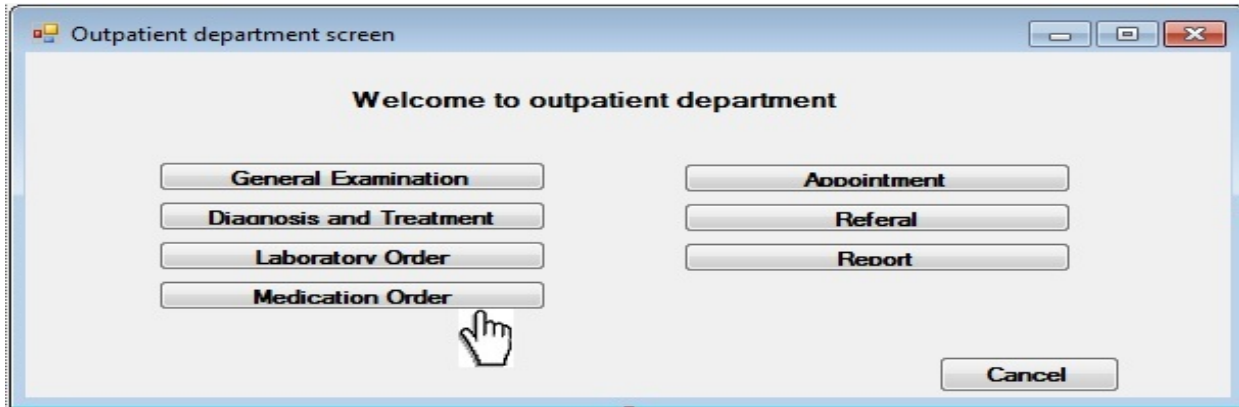 Outpatient department screen
Welcome to outpatient department
General Examination
Diagnosis and Treatment
Laboratory Order
Medication Order
Appointment
Referal
Report
Cancel